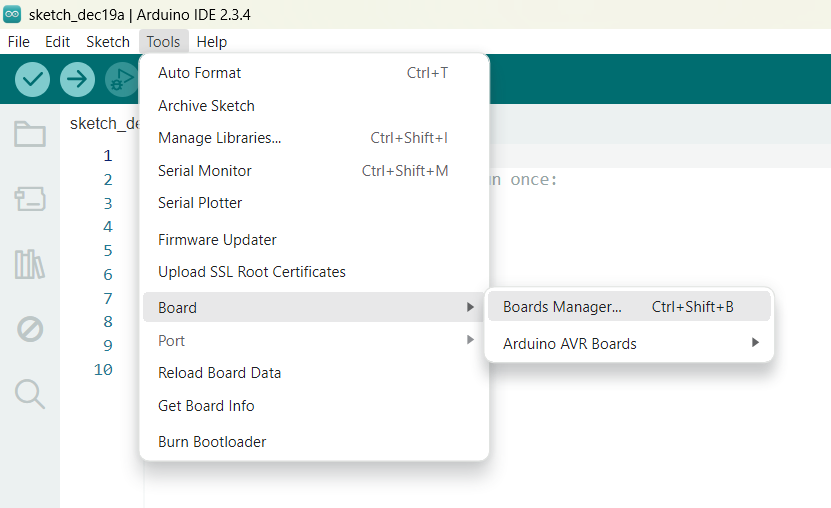 sketch_dec19a | Arduino IDE 2.3.4
File Edit Sketch Tools Help
sketch_de
Auto Format Ctrl+T
Archive Sketch
Manage Libraries... Ctrl+Shift+I
Serial Monitor Ctrl+Shift+M
Serial Plotter
Firmware Updater
Upload SSL Root Certificates
Board
Port
Reload Board Data
Get Board Info
Burn Bootloader
Boards Manager... Ctrl+Shift+B
Arduino AVR Boards
1
2
once:
3
4
5
6
7
8
9
10